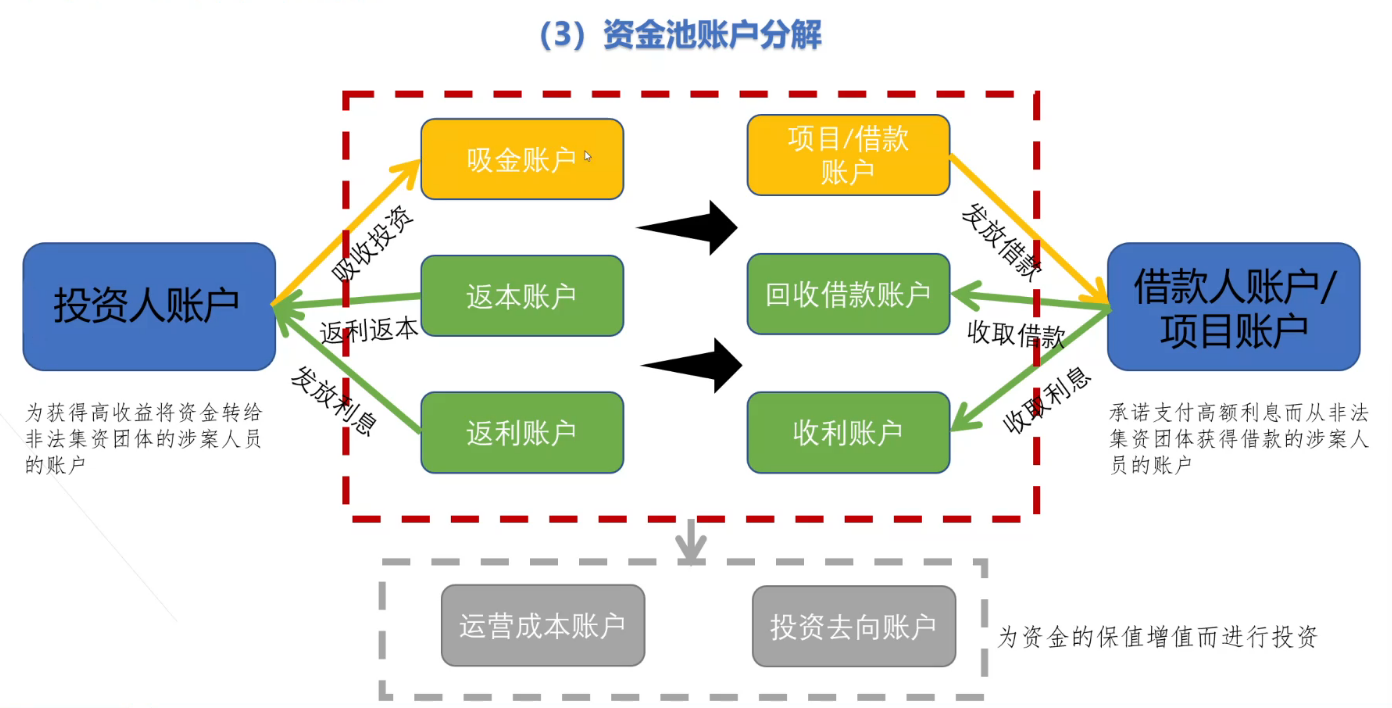 （3）资金池账户分解
吸金账户
项目/借款
账户
吸收投资
发放借款
投资人账户
返本账户
回收借款账户
借款人账户/
项目账户
返利返本
收取借款
发放利息
收取利息
返利账户
收利账户
为获得高收益将资金转给
非法集资团体的涉案人员
的账户
承诺支付高额利息而从非法
集资团体获得借款的涉案人
员的账户
运营成本账户
投资去向账户
为资金的保值增值而进行投资